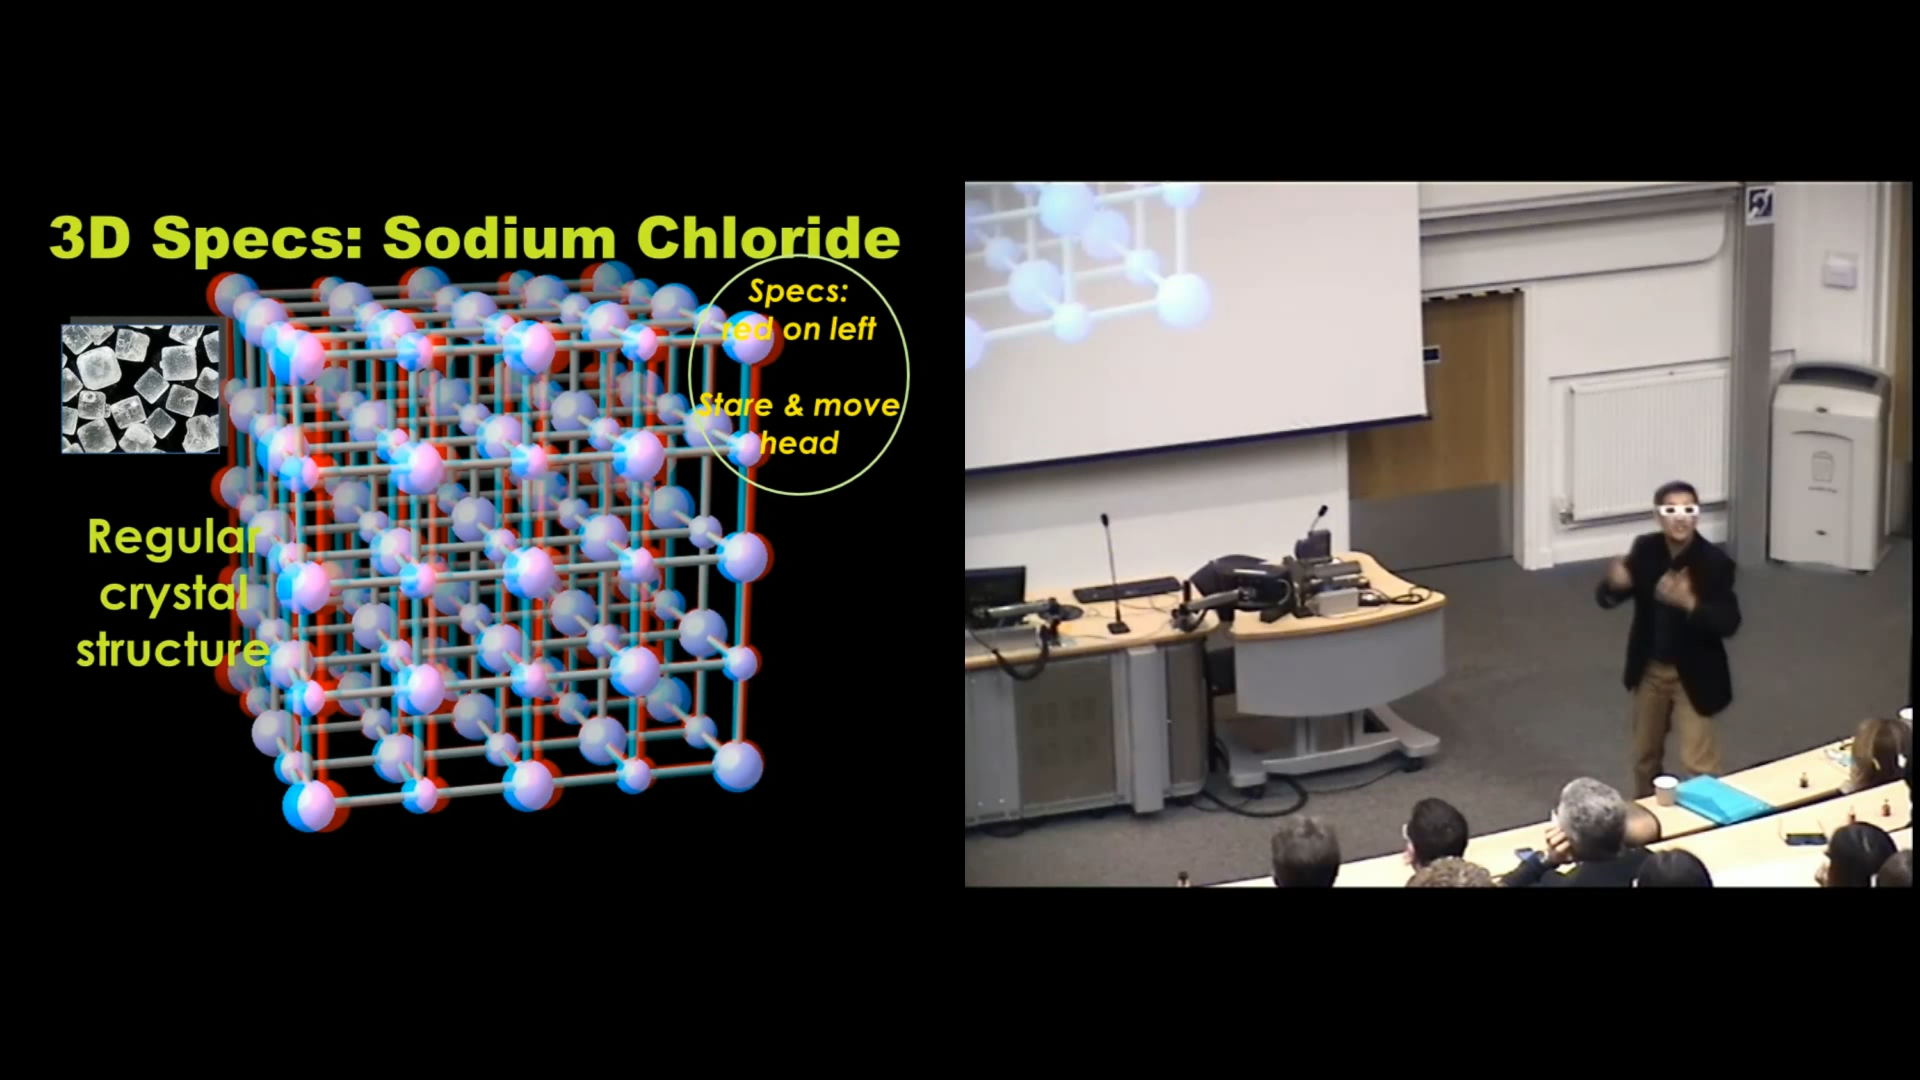 3D Specs: Sodium Chloride
Specs:
red on left
Stare & move
head
Regular
crystal
structure